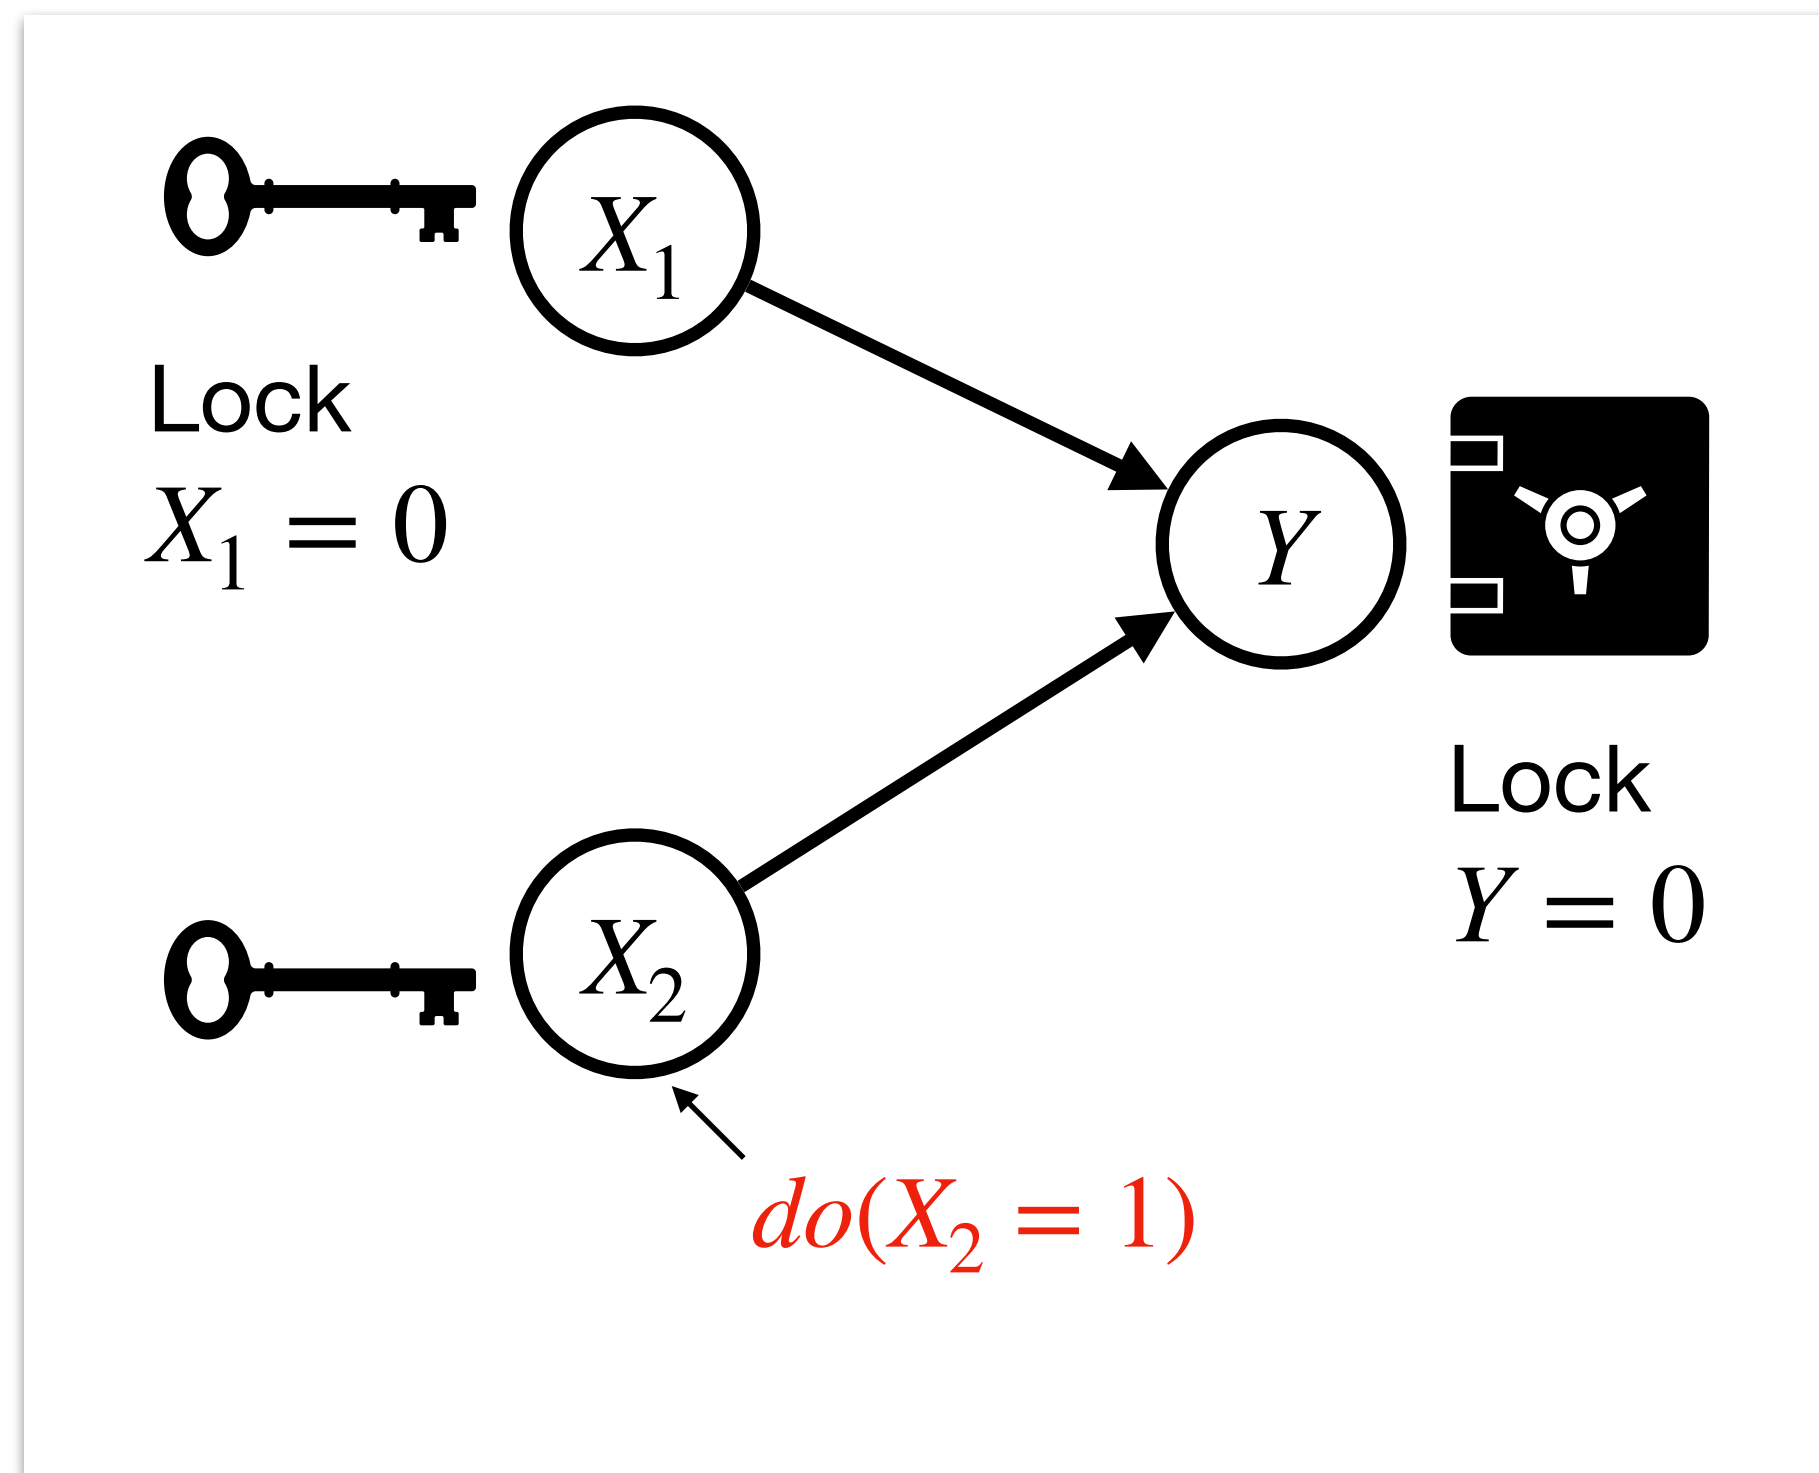 X₁
Lock
X₁ = 0
Y
Lock
Y = 0
X₂
do(X₂ = 1)